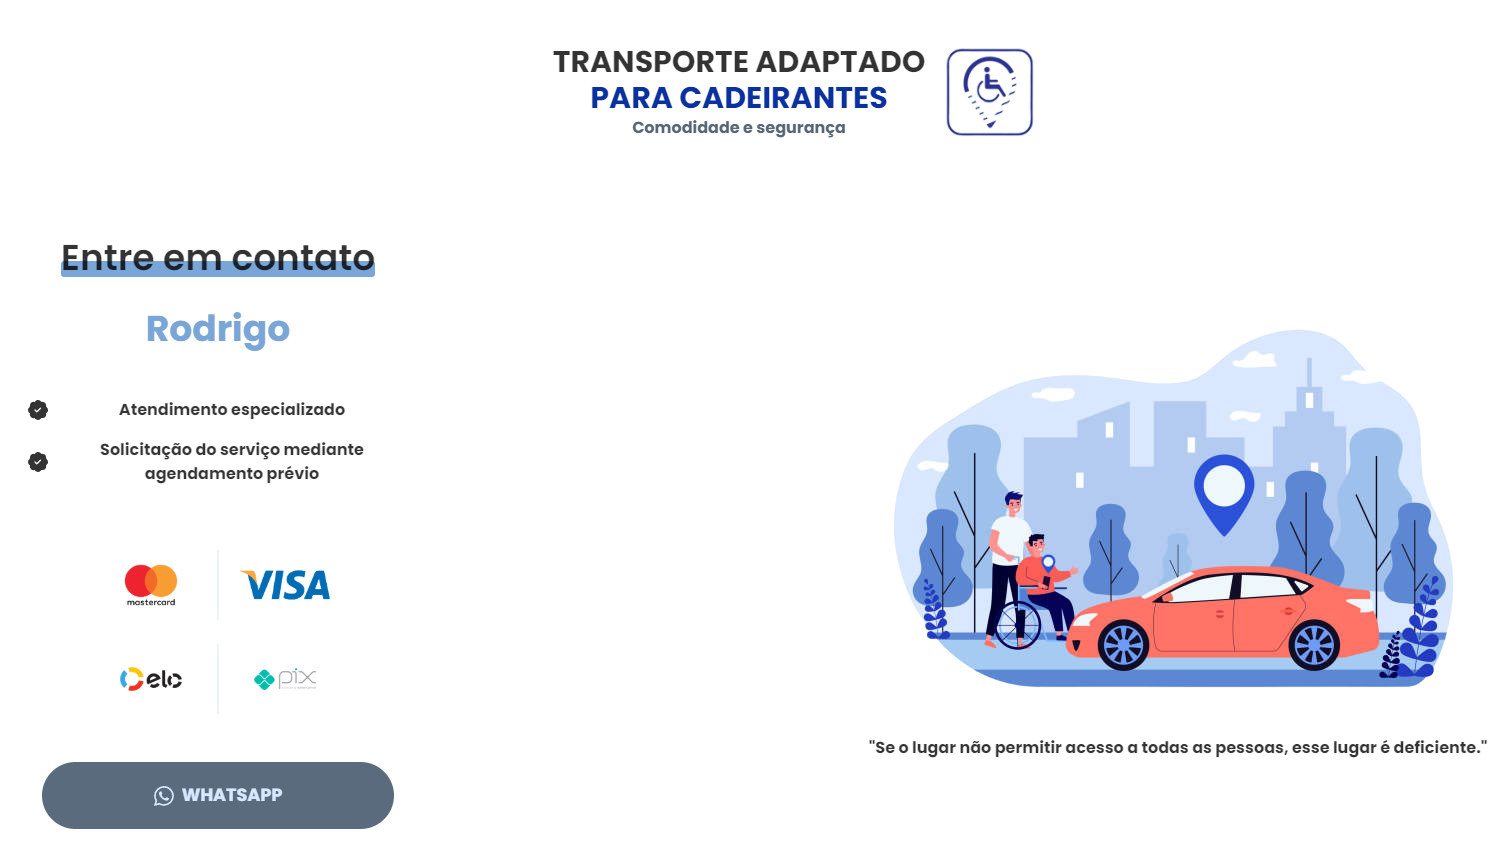 TRANSPORTE ADAPTADO
PARA CADEIRANTES
Comodidade e segurança
Entre em contato
Rodrigo
Atendimento especializado
Solicitação do serviço mediante
agendamento prévio
mastercard
VISA
elo
pix
WHATSAPP
"Se o lugar não permitir acesso a todas as pessoas, esse lugar é deficiente."